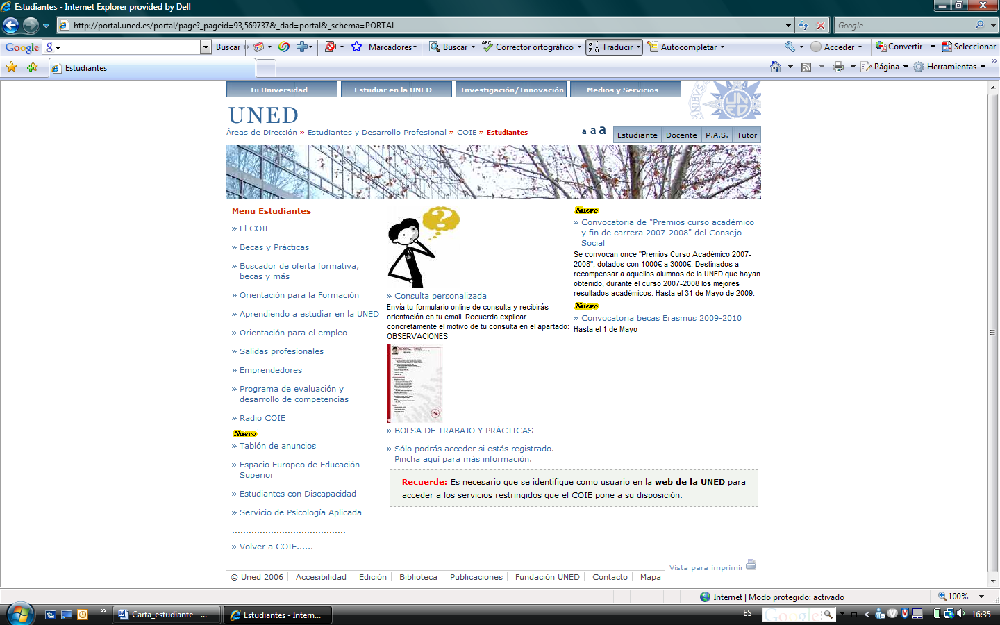 Estudiantes - Internet Explorer provided by Dell
http://portal.uned.es/portal/page?_pageid=93,569737&_dad=portal&_schema=PORTAL
Google
Google
Buscar
Marcadores
Buscar
ABC
Corrector ortográfico
Traducir
Autocompletar
Acceder
Convertir
Seleccionar
Estudiantes
Página
Herramientas
Tu Universidad
Estudiar en la UNED
Investigación/Innovación
Medios y Servicios
UNED
Áreas de Dirección » Estudiantes y Desarrollo Profesional » COIE » Estudiantes
a a a
Estudiante
Docente
P.A.S.
Tutor
Menu Estudiantes
» El COIE
» Becas y Prácticas
» Buscador de oferta formativa,
becas y más
» Orientación para la Formación
» Aprendiendo a estudiar en la UNED
» Orientación para el empleo
» Salidas profesionales
» Emprendedores
» Programa de evaluación y
desarrollo de competencias
» Radio COIE
Nuevo
» Tablón de anuncios
» Espacio Europeo de Educación
Superior
» Estudiantes con Discapacidad
» Servicio de Psicología Aplicada
.........................................
» Volver a COIE......
» Consulta personalizada
Envía tu formulario online de consulta y recibirás
orientación en tu email. Recuerda explicar
concretamente el motivo de tu consulta en el apartado:
OBSERVACIONES
» BOLSA DE TRABAJO Y PRÁCTICAS
» Sólo podrás acceder si estás registrado.
Pincha aquí para más información.
Nuevo
» Convocatoria de "Premios curso académico
y fin de carrera 2007-2008" del Consejo
Social
Se convocan once "Premios Curso Académico 2007-
2008", dotados con 1000€ a 3000€. Destinados a
recompensar a aquellos alumnos de la UNED que hayan
obtenido, durante el curso 2007-2008 los mejores
resultados académicos. Hasta el 31 de Mayo de 2009.
Nuevo
» Convocatoria becas Erasmus 2009-2010
Hasta el 1 de Mayo
Recuerde: Es necesario que se identifique como usuario en la web de la UNED para
acceder a los servicios restringidos que el COIE pone a su disposición.
Vista para imprimir
© Uned 2006
Accesibilidad
Edición
Biblioteca
Publicaciones
Fundación UNED
Contacto
Mapa
Internet | Modo protegido: activado
100%
Carta_estudiante - ...
Estudiantes - Intern...
ES
Google
16:35